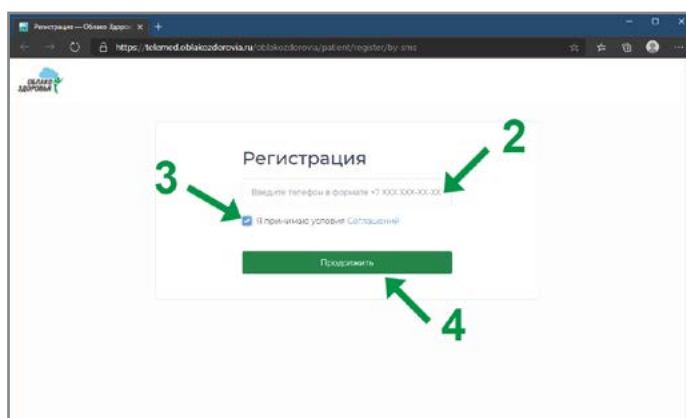 Регистрация — Облако Здоров
https://telemed.oblakozdorovia.ru/oblakozdorovia/patient/register/by-sms
ОБЛАКО
ЗДОРОВЬЯ
Регистрация
2
3
Введите телефон в формате +7 XXX XXX-XX-XX
Я принимаю условия Соглашений
Продолжить
4